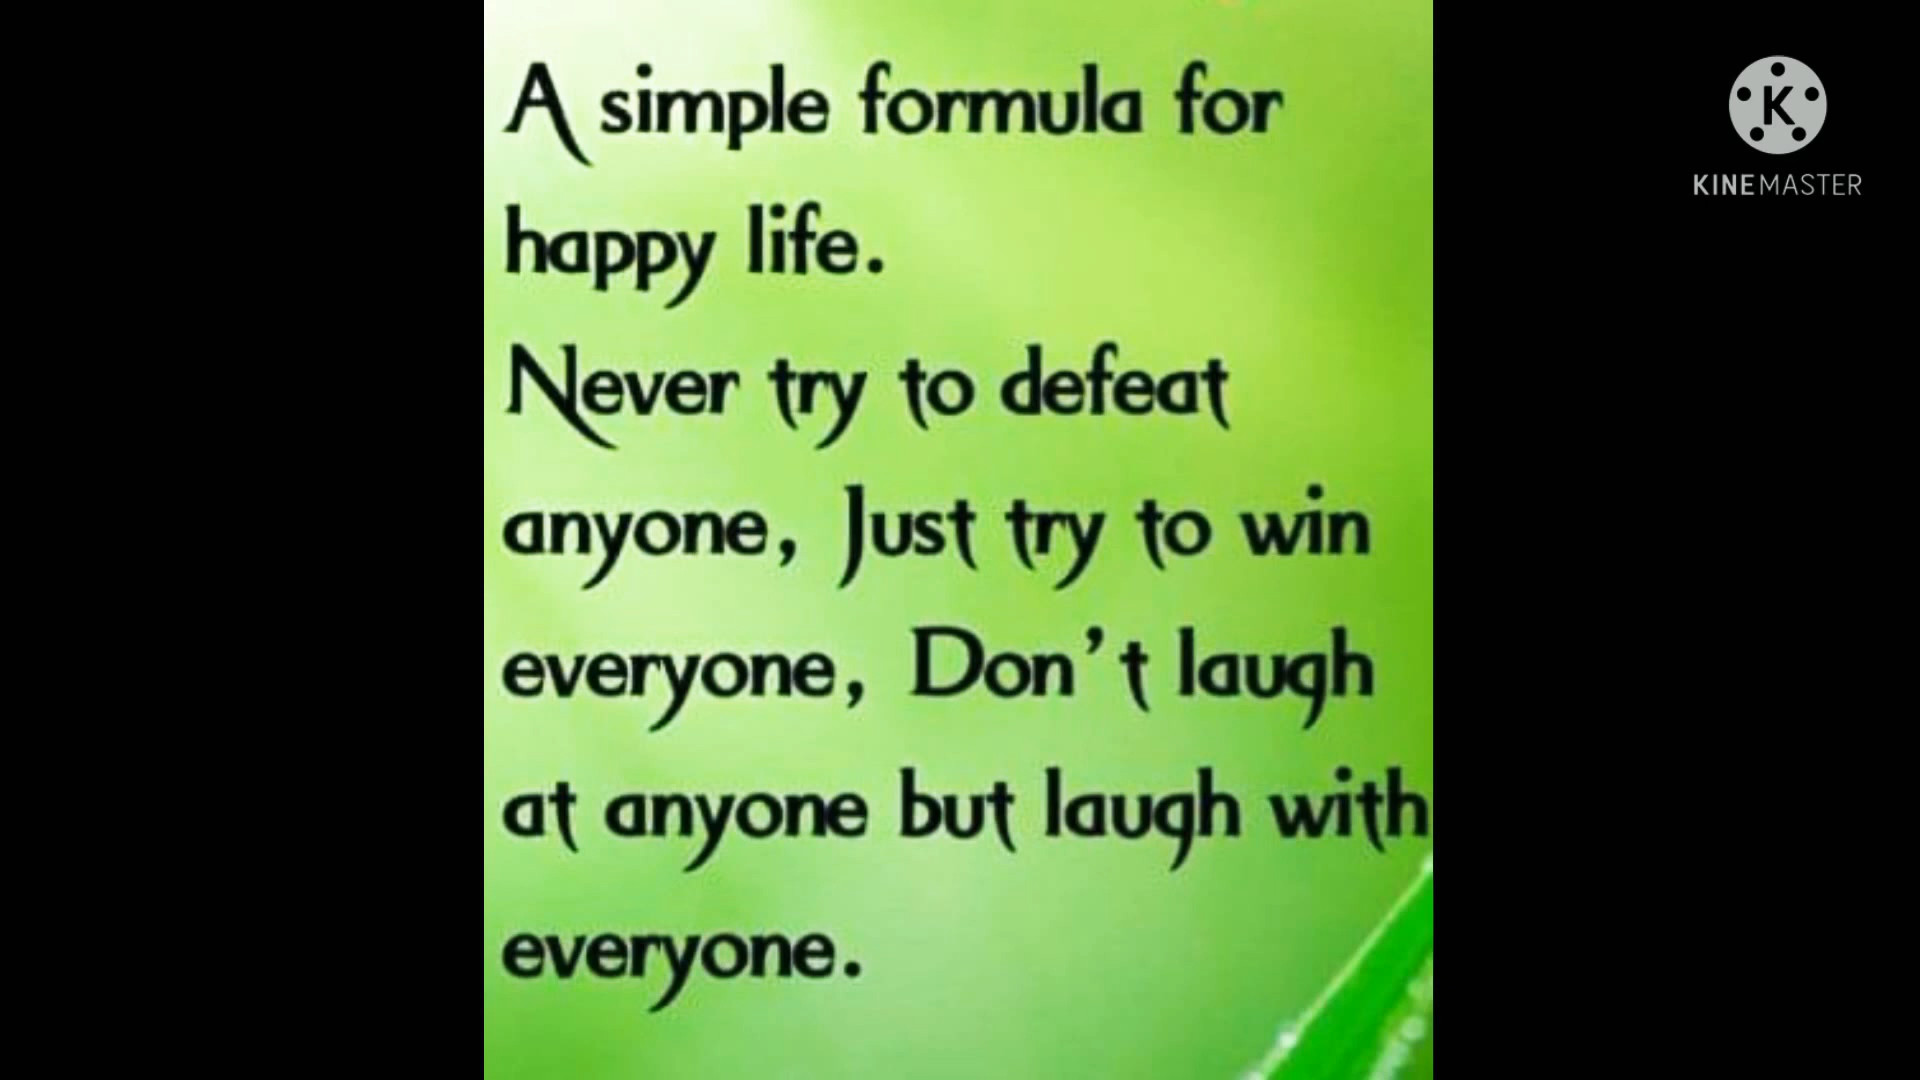 A simple formula for
happy life.
Never try to defeat
anyone, Just try to win
everyone, Don't laugh
at anyone but laugh with
everyone.
K
KINEMASTER